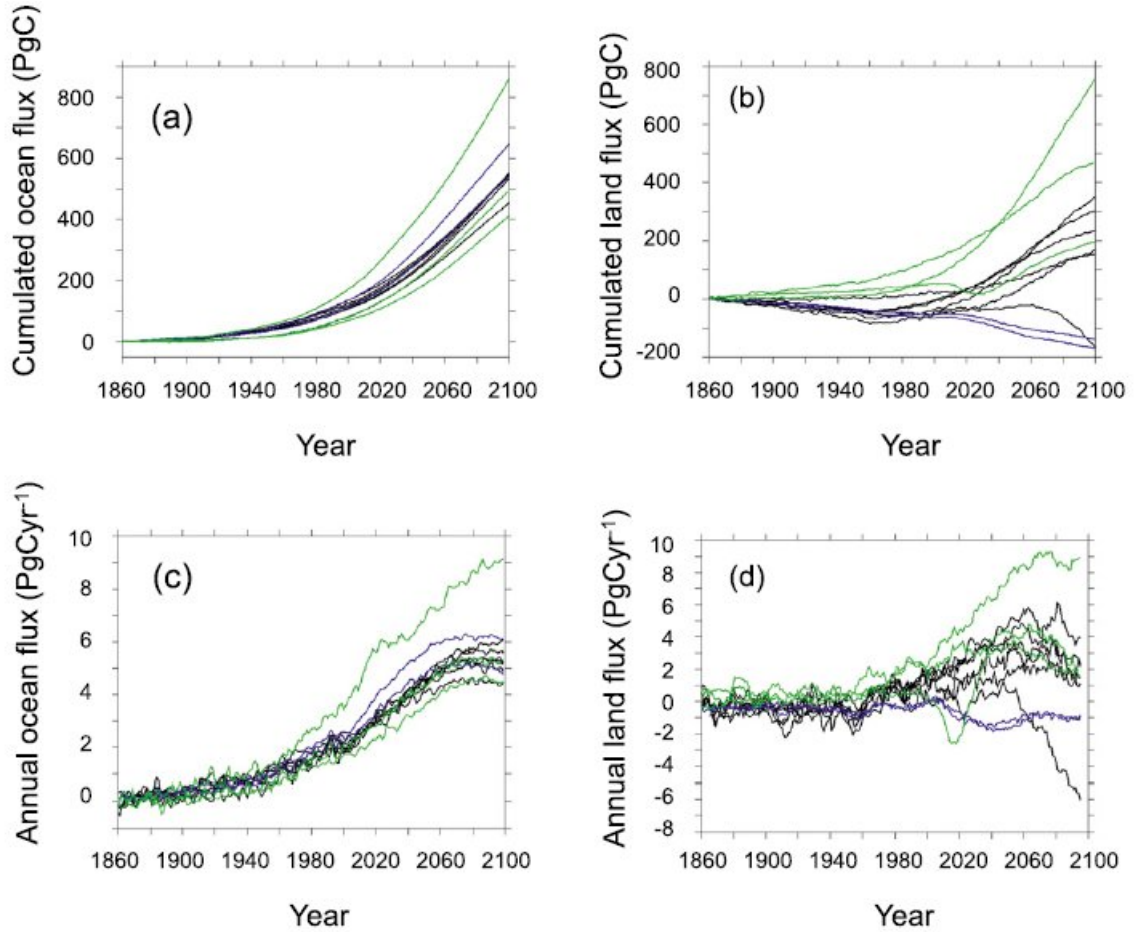 Cumulated ocean flux (PgC)
800
600
400
200
0
(a)
1860 1900 1940 1980 2020 2060 2100
Year
Cumulated land flux (PgC)
800
600
400
200
0
-200
(b)
1860 1900 1940 1980 2020 2060 2100
Year
Annual ocean flux (PgCyr⁻¹)
10
8
6
4
2
0
(c)
1860 1900 1940 1980 2020 2060 2100
Year
Annual land flux (PgCyr⁻¹)
10
8
6
4
2
0
-2
-4
-6
-8
(d)
1860 1900 1940 1980 2020 2060 2100
Year